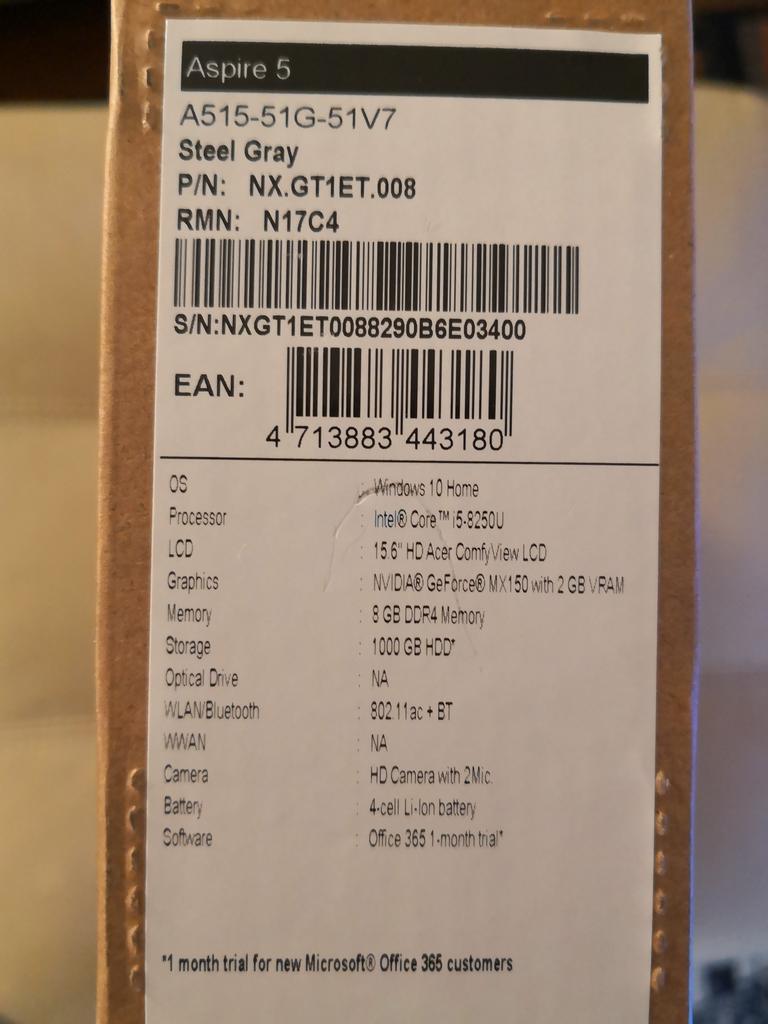 Aspire 5
A515-51G-51V7
Steel Gray
P/N: NX.GT1ET.008
RMN: N17C4
S/N:NXGT1ET0088290B6E03400
EAN:
4 713883 443180
OS : Windows 10 Home
Processor : Intel® Core™ i5-8250U
LCD : 15.6" HD Acer ComfyView LCD
Graphics : NVIDIA® GeForce® MX150 with 2 GB VRAM
Memory : 8 GB DDR4 Memory
Storage : 1000 GB HDD*
Optical Drive : NA
WLAN/Bluetooth : 802.11ac + BT
WWAN : NA
Camera : HD Camera with 2Mic.
Battery : 4-cell Li-Ion battery
Software : Office 365 1-month trial*
*1 month trial for new Microsoft® Office 365 customers